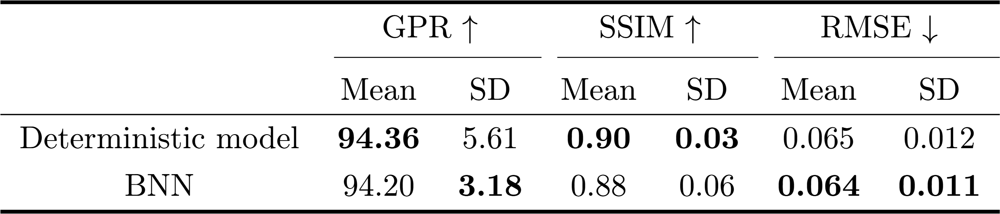 GPR ↑ SSIM ↑ RMSE ↓
Mean SD Mean SD Mean SD
Deterministic model 94.36 5.61 0.90 0.03 0.065 0.012
BNN 94.20 3.18 0.88 0.06 0.064 0.011